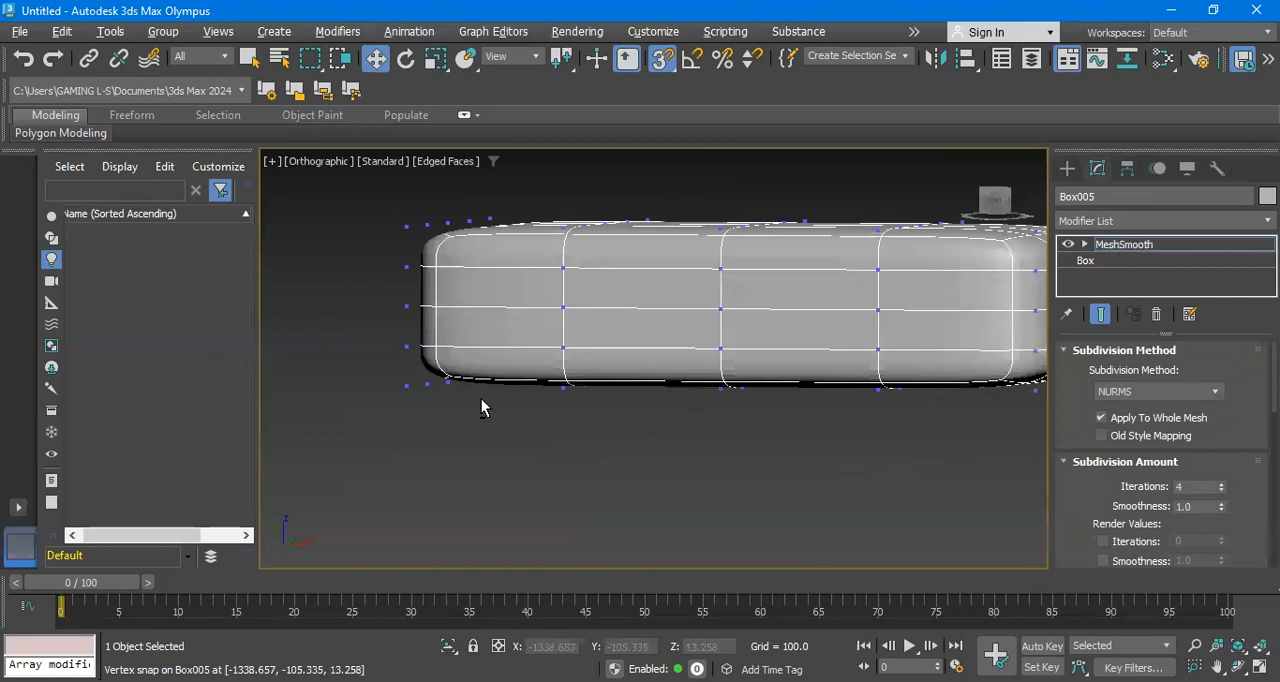 Untitled - Autodesk 3ds Max Olympus
File Edit Tools Group Views Create Modifiers Animation Graph Editors Rendering Customize Scripting Substance Sign In Workspaces: Default
All View Create Selection Se
C:\Users\GAMING L-S\Documents\3ds Max 2024
Modeling Freeform Selection Object Paint Populate
Polygon Modeling
Select Display Edit Customize
[+] [Orthographic ] [Standard ] [Edged Faces ]
Name (Sorted Ascending)
Box005
Modifier List
MeshSmooth
Box
Subdivision Method
Subdivision Method:
NURMS
Apply To Whole Mesh
Old Style Mapping
Subdivision Amount
Iterations: 4
Smoothness: 1.0
Render Values:
Iterations: 0
Smoothness: 1.0
Default
0 / 100
0 5 10 15 20 25 30 35 40 45 50 55 60 65 70 75 80 85 90 95 100
1 Object Selected X: -1338.657 Y: -105.335 Z: 13.258 Grid = 100.0 Auto Key Selected
Array modifi Vertex snap on Box005 at [-1338.657, -105.335, 13.258] Enabled: 0 Add Time Tag 0 Set Key Key Filters...